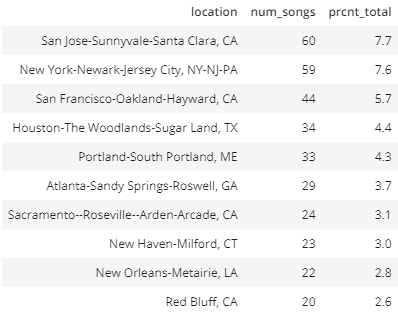 location num_songs prcnt_total
San Jose-Sunnyvale-Santa Clara, CA 60 7.7
New York-Newark-Jersey City, NY-NJ-PA 59 7.6
San Francisco-Oakland-Hayward, CA 44 5.7
Houston-The Woodlands-Sugar Land, TX 34 4.4
Portland-South Portland, ME 33 4.3
Atlanta-Sandy Springs-Roswell, GA 29 3.7
Sacramento--Roseville--Arden-Arcade, CA 24 3.1
New Haven-Milford, CT 23 3.0
New Orleans-Metairie, LA 22 2.8
Red Bluff, CA 20 2.6